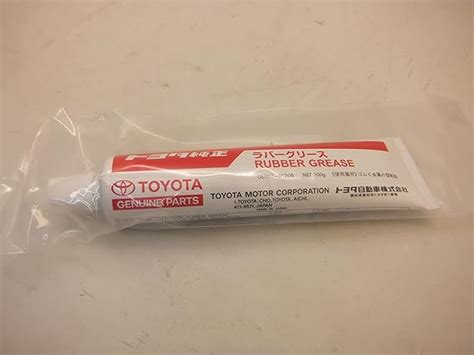 トヨタ純正
ラバーグリース
RUBBER GREASE
NET 100g
TOYOTA
GENUINE PARTS
TOYOTA MOTOR CORPORATION
1, TOYOTA-CHO, TOYOTA, AICHI,
471-8571, JAPAN
トヨタ自動車株式会社